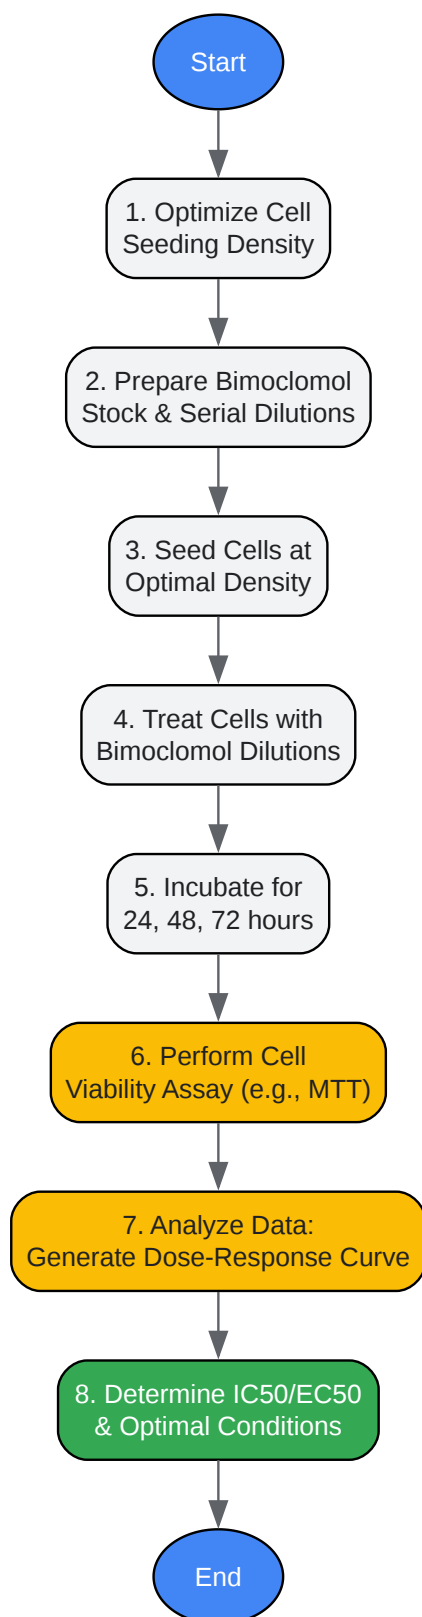 Start
1. Optimize Cell
Seeding Density
2. Prepare Bimoclomol
Stock & Serial Dilutions
3. Seed Cells at
Optimal Density
4. Treat Cells with
Bimoclomol Dilutions
5. Incubate for
24, 48, 72 hours
6. Perform Cell
Viability Assay (e.g., MTT)
7. Analyze Data:
Generate Dose-Response Curve
8. Determine IC50/EC50
& Optimal Conditions
End